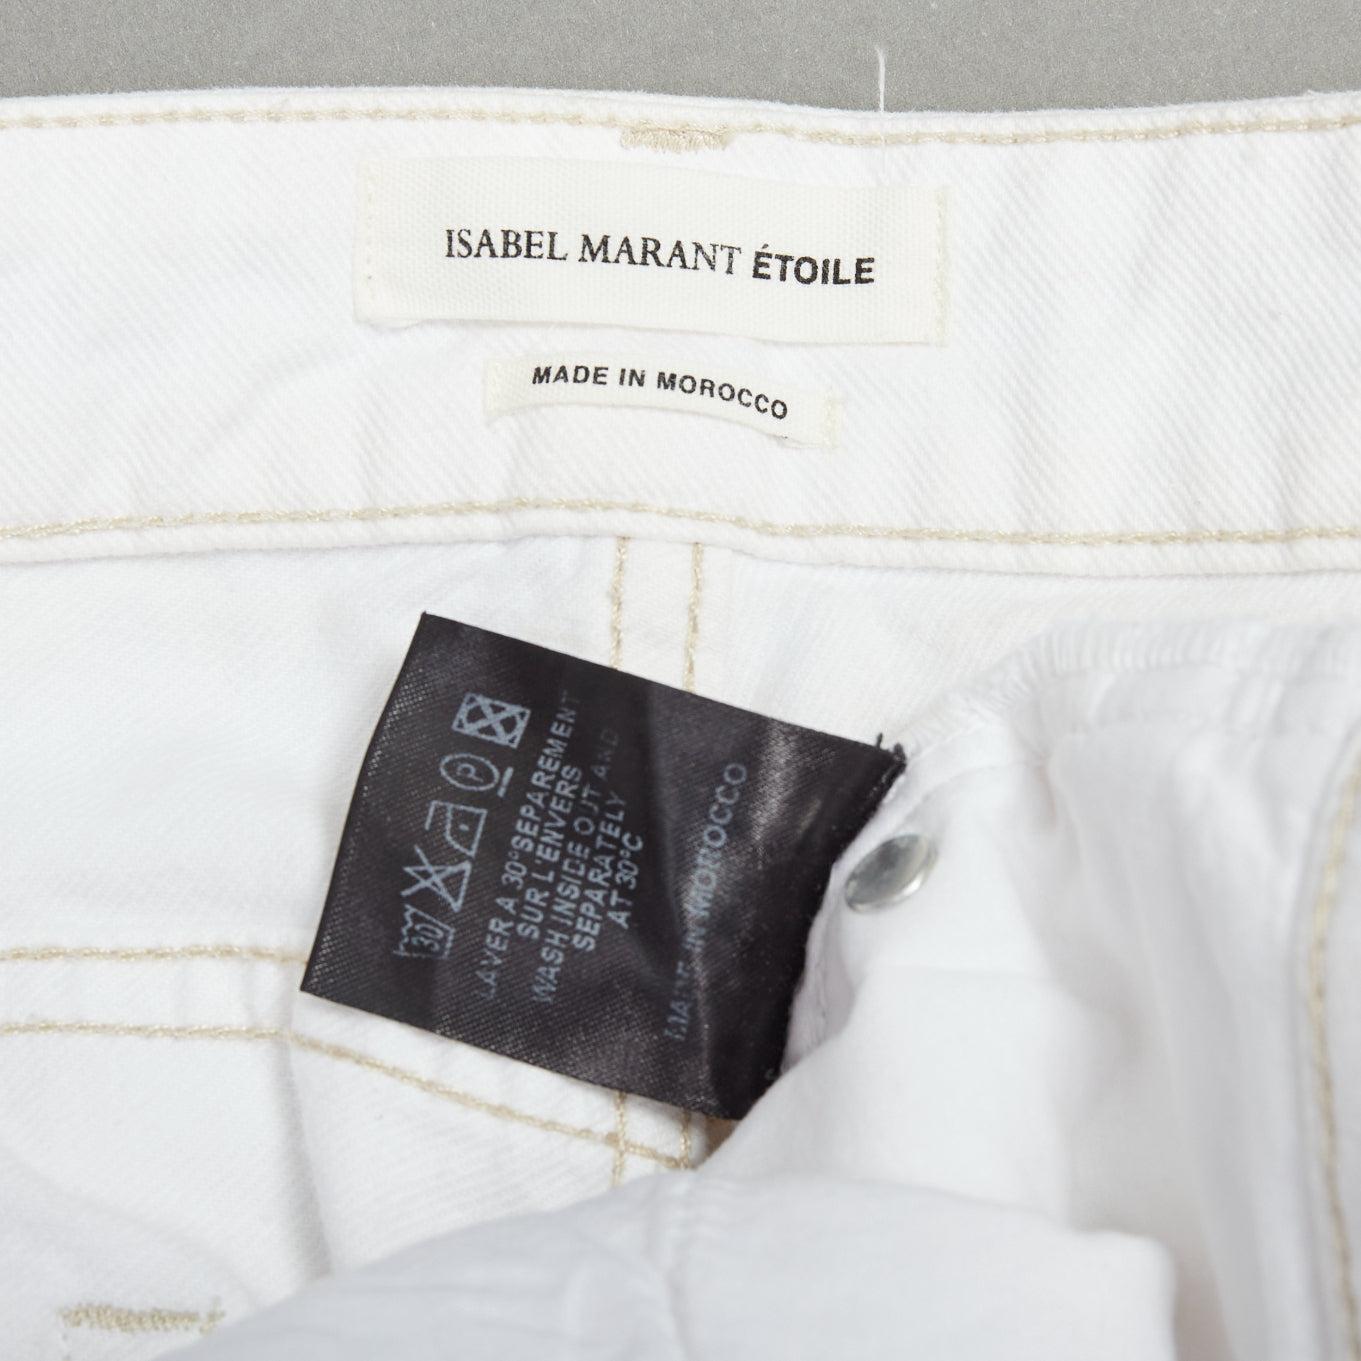 ISABEL MARANT ÉTOILE
MADE IN MOROCCO
30
P
LAVER A 30° SEPAREMENT
SUR L'ENVERS
WASH INSIDE OUT AND
SEPARATELY
AT 30°C
MADE IN MOROCCO